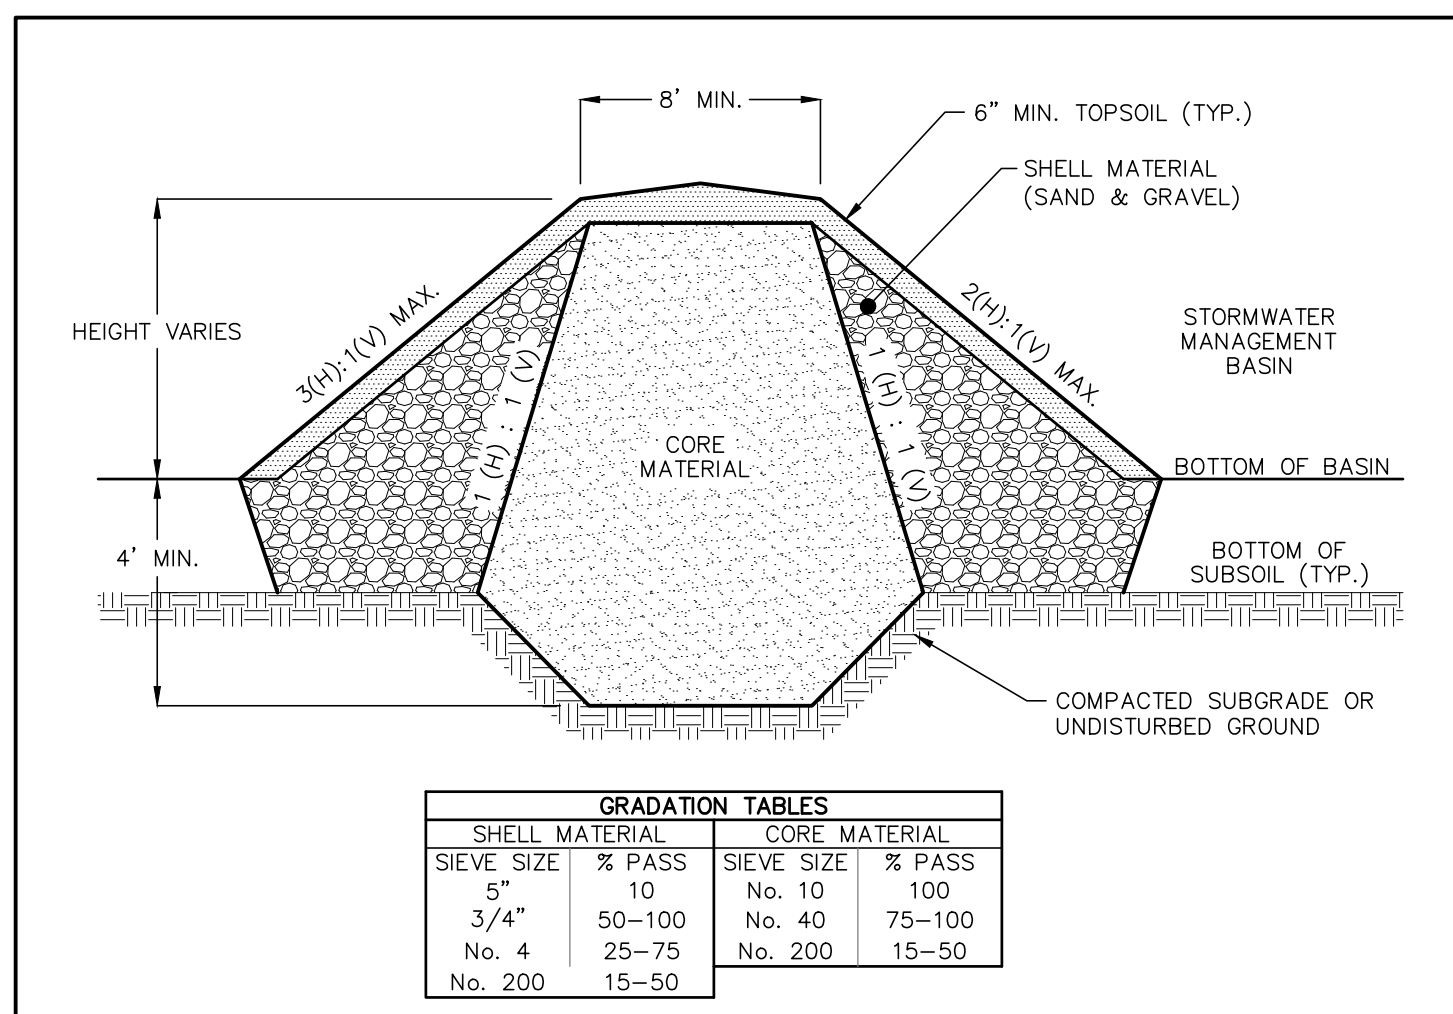 8' MIN.
6" MIN. TOPSOIL (TYP.)
SHELL MATERIAL
(SAND & GRAVEL)
HEIGHT VARIES
3(H):1(V) MAX.
2(H):1(V) MAX.
STORMWATER
MANAGEMENT
BASIN
1 (H) : 1 (V)
1 (H) : 1 (V)
CORE
MATERIAL
BOTTOM OF BASIN
4' MIN.
BOTTOM OF
SUBSOIL (TYP.)
COMPACTED SUBGRADE OR
UNDISTURBED GROUND
GRADATION TABLES
SHELL MATERIAL CORE MATERIAL
SIEVE SIZE % PASS SIEVE SIZE % PASS
5" 10 No. 10 100
3/4" 50-100 No. 40 75-100
No. 4 25-75 No. 200 15-50
No. 200 15-50